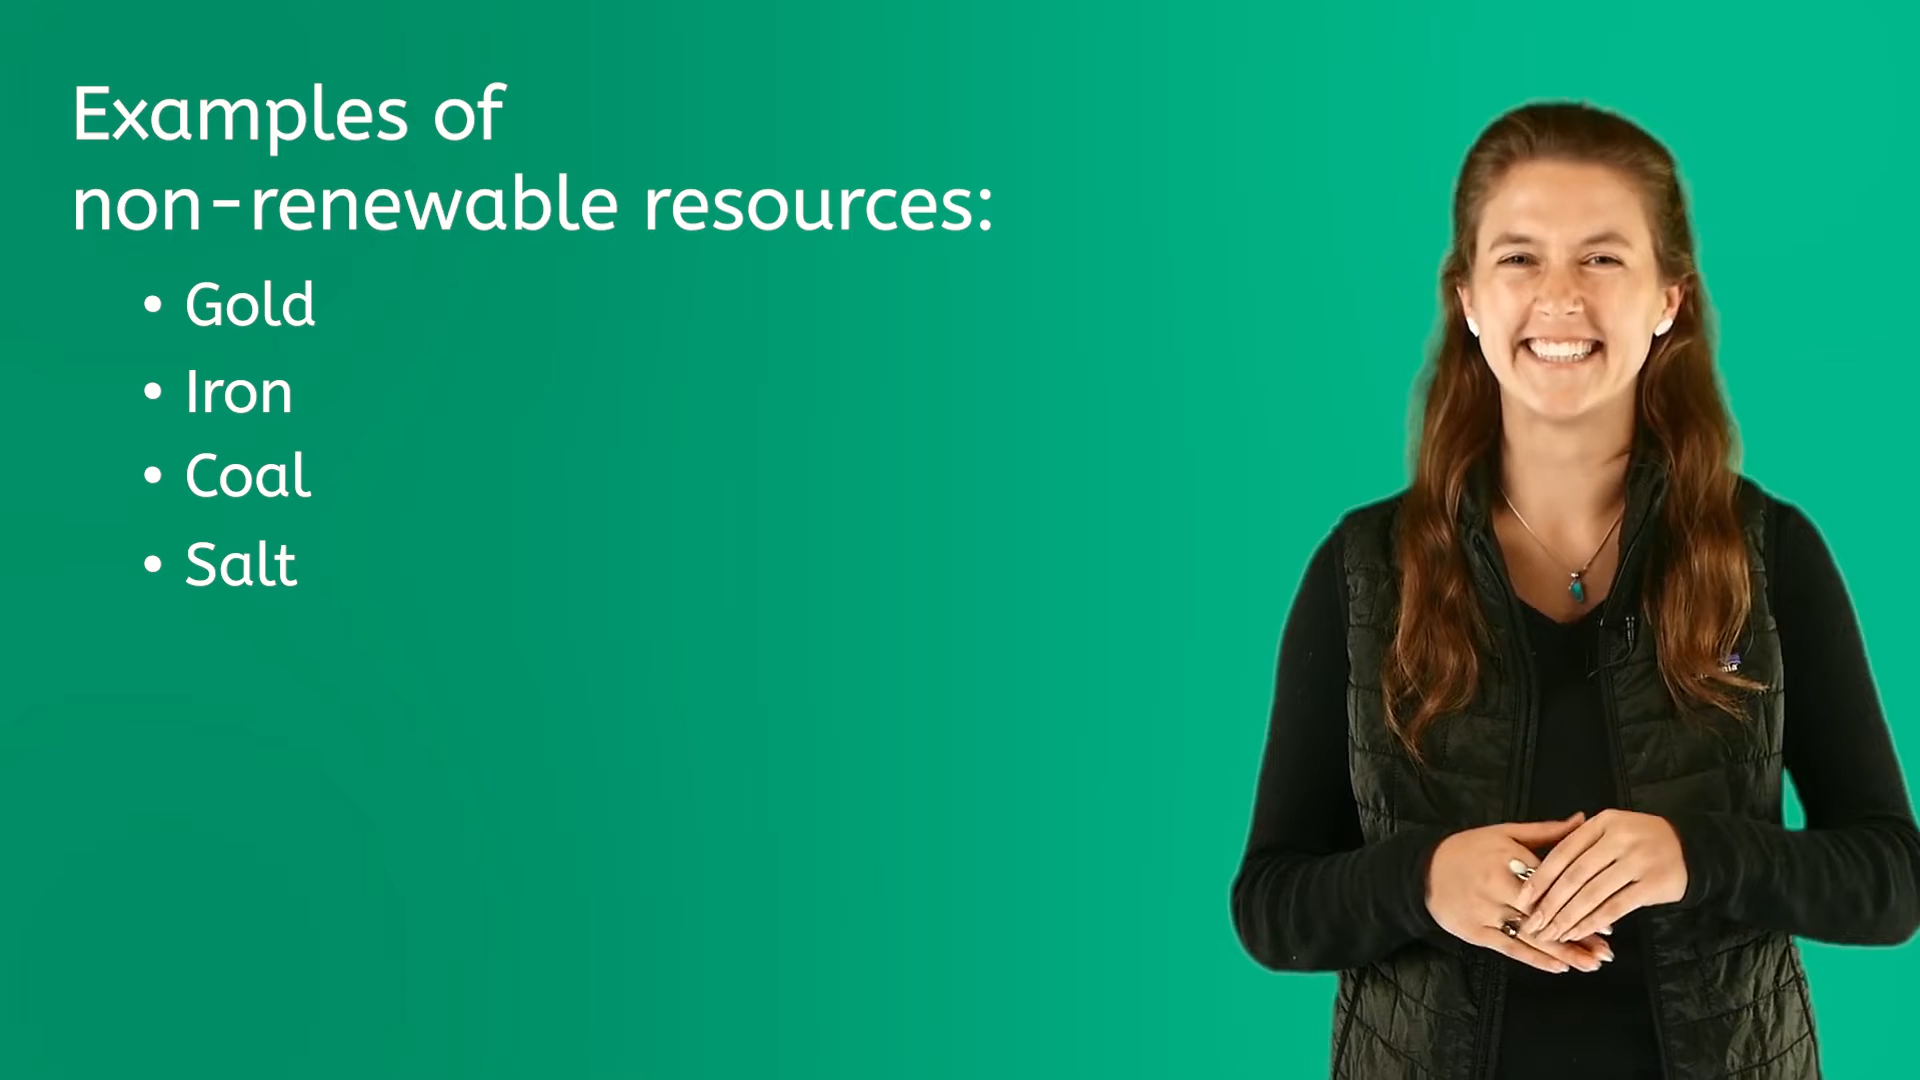 Examples of
non-renewable resources:
• Gold
• Iron
• Coal
• Salt